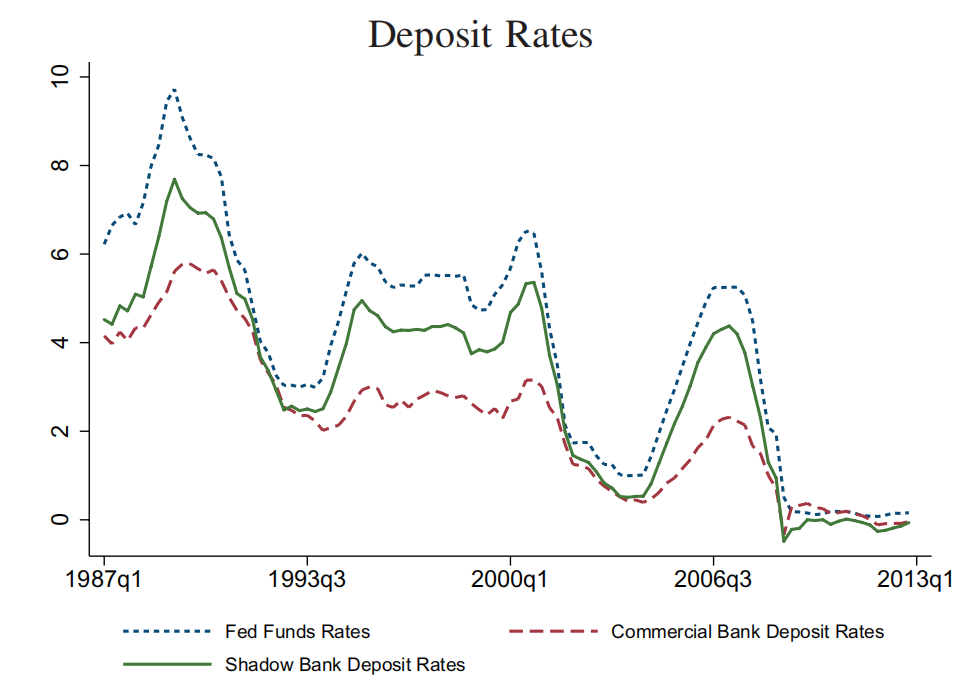 Deposit Rates
10
8
6
4
2
0
1987q1 1993q3 2000q1 2006q3 2013q1
Fed Funds Rates Commercial Bank Deposit Rates
Shadow Bank Deposit Rates